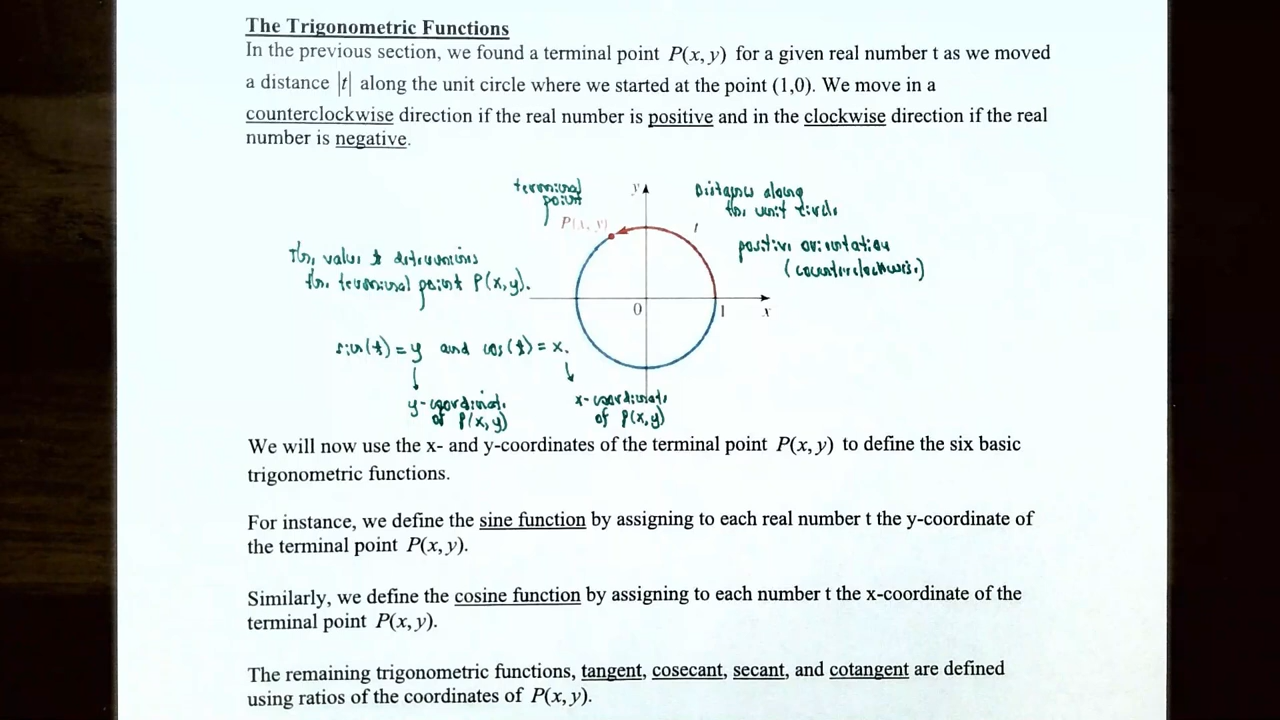 The Trigonometric Functions
In the previous section, we found a terminal point P(x, y) for a given real number t as we moved
a distance |t| along the unit circle where we started at the point (1,0). We move in a
counterclockwise direction if the real number is positive and in the clockwise direction if the real
number is negative.
terminal
point
P(x, y)
y
t
Distance along
the unit circle
positive orientation
(counterclockwise.)
The value t determines
the terminal point P(x,y).
0
1
x
sin(t) = y and cos(t) = x.
y-coordinate
of P(x,y)
x-coordinate
of P(x,y)
We will now use the x- and y-coordinates of the terminal point P(x, y) to define the six basic
trigonometric functions.
For instance, we define the sine function by assigning to each real number t the y-coordinate of
the terminal point P(x, y).
Similarly, we define the cosine function by assigning to each number t the x-coordinate of the
terminal point P(x, y).
The remaining trigonometric functions, tangent, cosecant, secant, and cotangent are defined
using ratios of the coordinates of P(x, y).